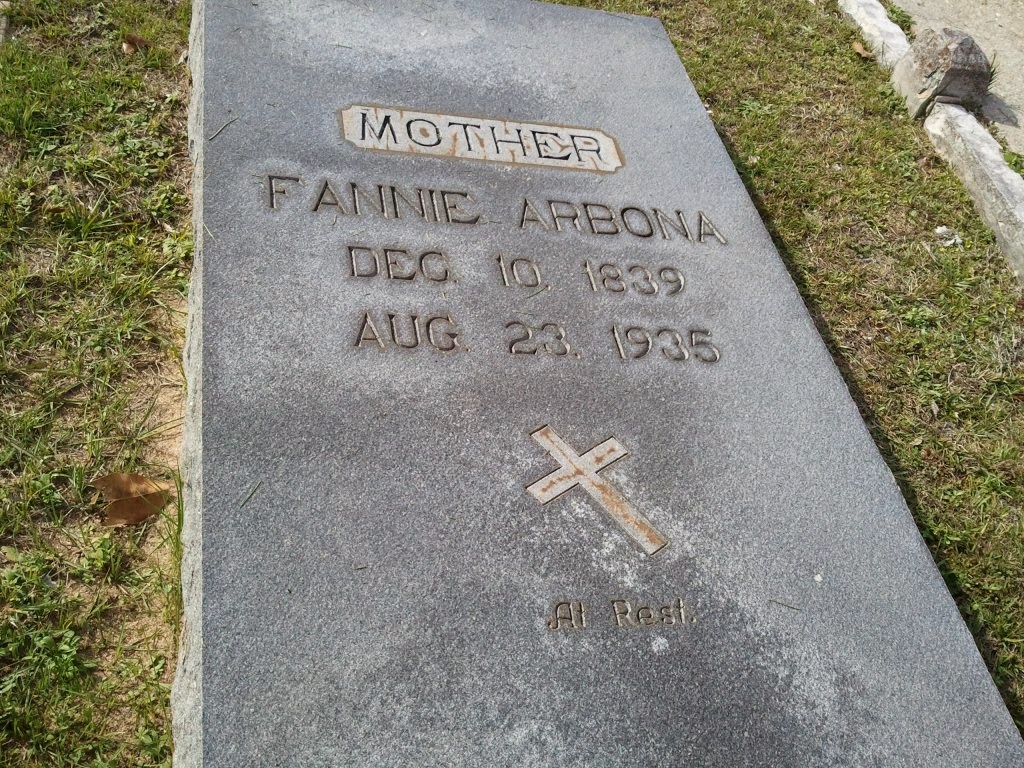 MOTHER
FANNIE ARBONA
DEC. 10. 1839
AUG. 23. 1935
At Rest.